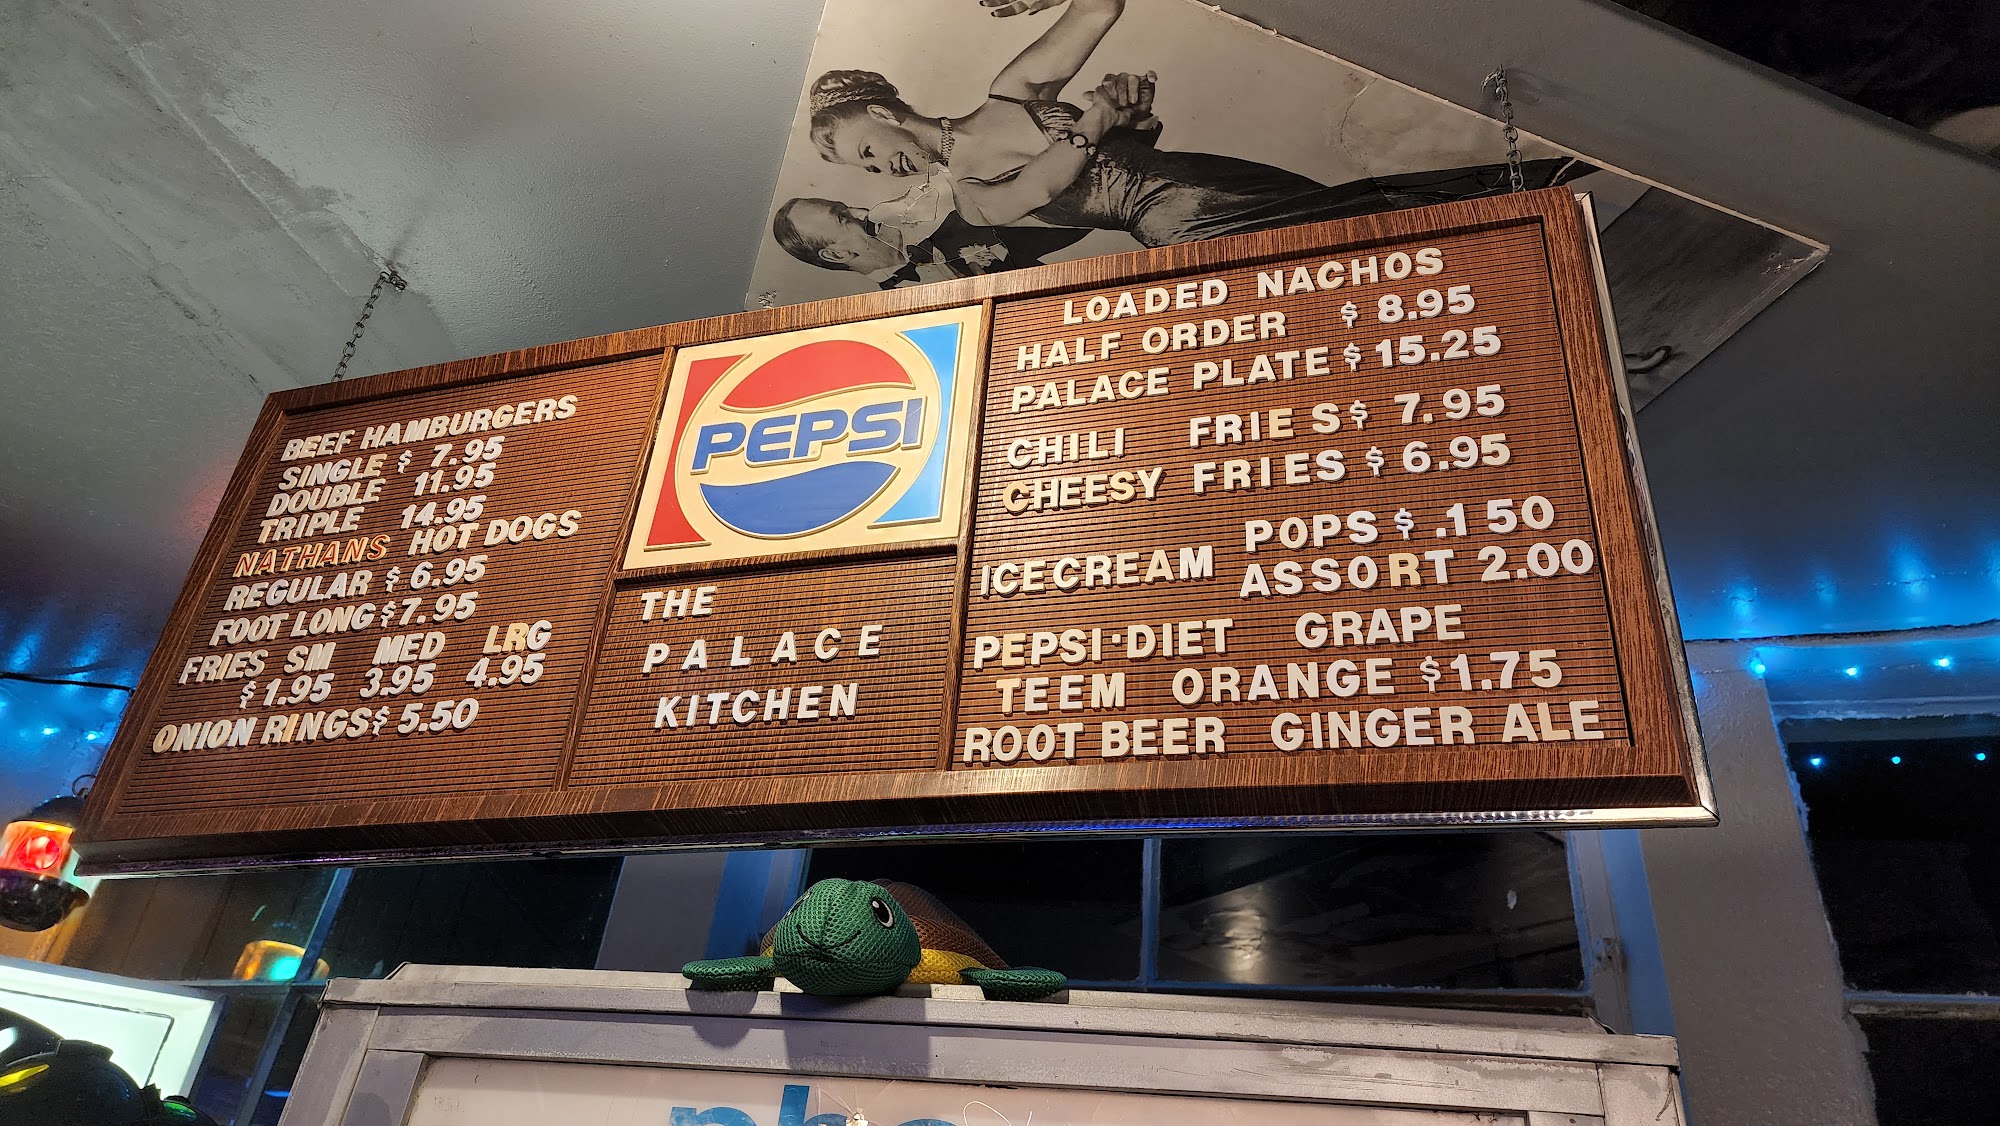 BEEF HAMBURGERS
SINGLE $ 7.95
DOUBLE 11.95
TRIPLE 14.95
NATHANS HOT DOGS
REGULAR $ 6.95
FOOT LONG $ 7.95
FRIES SM MED LRG
$ 1.95 3.95 4.95
ONION RINGS $ 5.50
PEPSI
THE
PALACE
KITCHEN
LOADED NACHOS
HALF ORDER $ 8.95
PALACE PLATE $ 15.25
CHILI FRIES $ 7.95
CHEESY FRIES $ 6.95
POPS $ .150
ICECREAM ASSORT 2.00
PEPSI·DIET GRAPE
TEEM ORANGE $1.75
ROOT BEER GINGER ALE